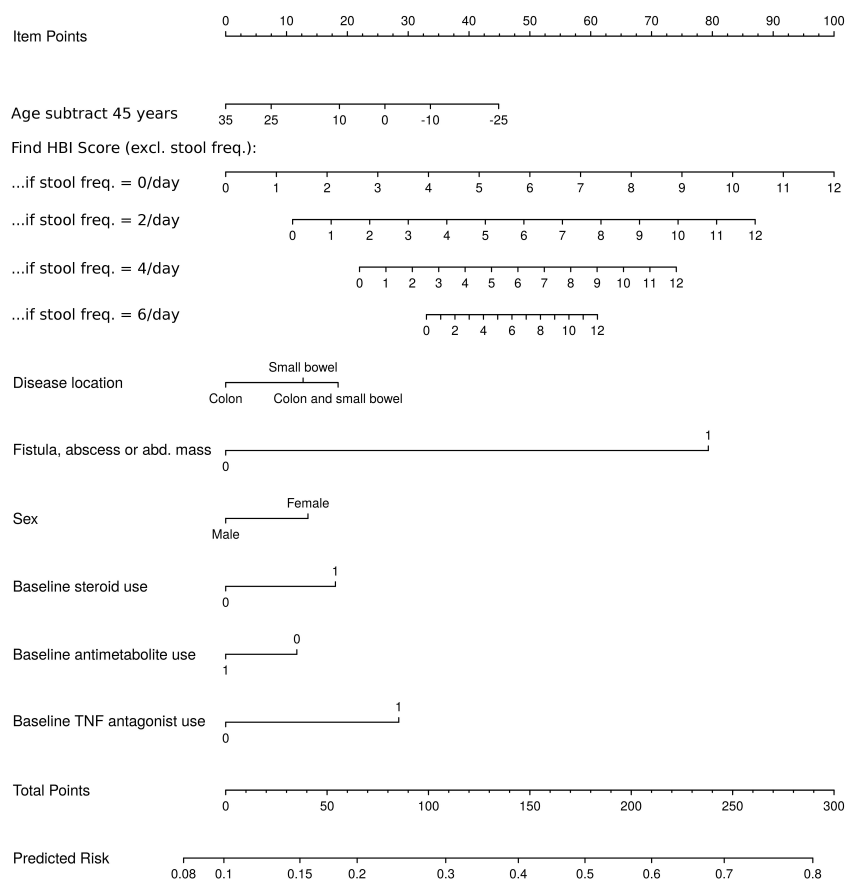 0 10 20 30 40 50 60 70 80 90 100
Item Points
Age subtract 45 years
35 25 10 0 -10 -25
Find HBI Score (excl. stool freq.):
...if stool freq. = 0/day
0 1 2 3 4 5 6 7 8 9 10 11 12
...if stool freq. = 2/day
0 1 2 3 4 5 6 7 8 9 10 11 12
...if stool freq. = 4/day
0 1 2 3 4 5 6 7 8 9 10 11 12
...if stool freq. = 6/day
0 2 4 6 8 10 12
Small bowel
Disease location
Colon Colon and small bowel
1
Fistula, abscess or abd. mass
0
Female
Sex
Male
1
Baseline steroid use
0
0
Baseline antimetabolite use
1
1
Baseline TNF antagonist use
0
Total Points
0 50 100 150 200 250 300
Predicted Risk
0.08 0.1 0.15 0.2 0.3 0.4 0.5 0.6 0.7 0.8